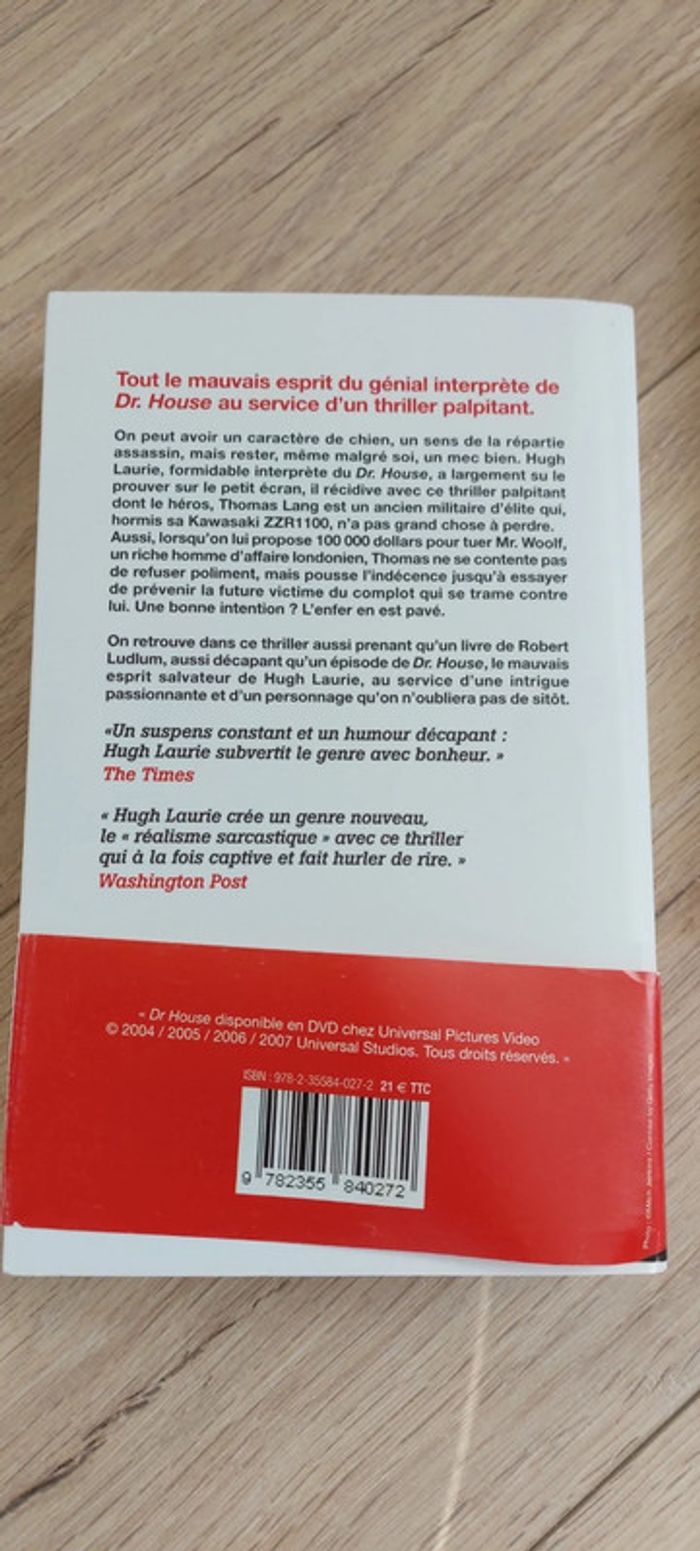 Tout le mauvais esprit du génial interprète de
Dr. House au service d'un thriller palpitant.
On peut avoir un caractère de chien, un sens de la répartie
assassin, mais rester, même malgré soi, un mec bien. Hugh
Laurie, formidable interprète du Dr. House, a largement su le
prouver sur le petit écran, il récidive avec ce thriller palpitant
dont le héros, Thomas Lang est un ancien militaire d'élite qui,
hormis sa Kawasaki ZZR1100, n'a pas grand chose à perdre.
Aussi, lorsqu'on lui propose 100 000 dollars pour tuer Mr. Woolf,
un riche homme d'affaire londonien, Thomas ne se contente pas
de refuser poliment, mais pousse l'indécence jusqu'à essayer
de prévenir la future victime du complot qui se trame contre
lui. Une bonne intention ? L'enfer en est pavé.
On retrouve dans ce thriller aussi prenant qu'un livre de Robert
Ludlum, aussi décapant qu'un épisode de Dr. House, le mauvais
esprit salvateur de Hugh Laurie, au service d'une intrigue
passionnante et d'un personnage qu'on n'oubliera pas de sitôt.
«Un suspens constant et un humour décapant :
Hugh Laurie subvertit le genre avec bonheur. »
The Times
« Hugh Laurie crée un genre nouveau,
le « réalisme sarcastique » avec ce thriller
qui à la fois captive et fait hurler de rire. »
Washington Post
« Dr House disponible en DVD chez Universal Pictures Video
© 2004 / 2005 / 2006 / 2007 Universal Studios. Tous droits réservés. »
ISBN : 978-2-35584-027-2 21 € TTC
9 782355 840272